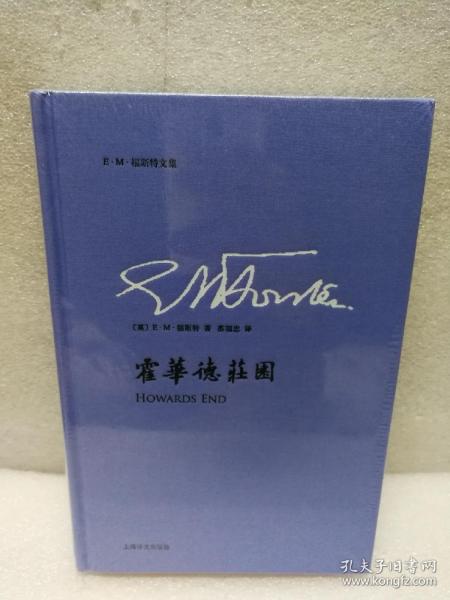 E·M·福斯特文集
E.M.Forster.
〔英〕E·M·福斯特 著 苏福忠 译
霍華德莊園
HOWARDS END
上海译文出版社
孔夫子旧书网
www.kongfz.com